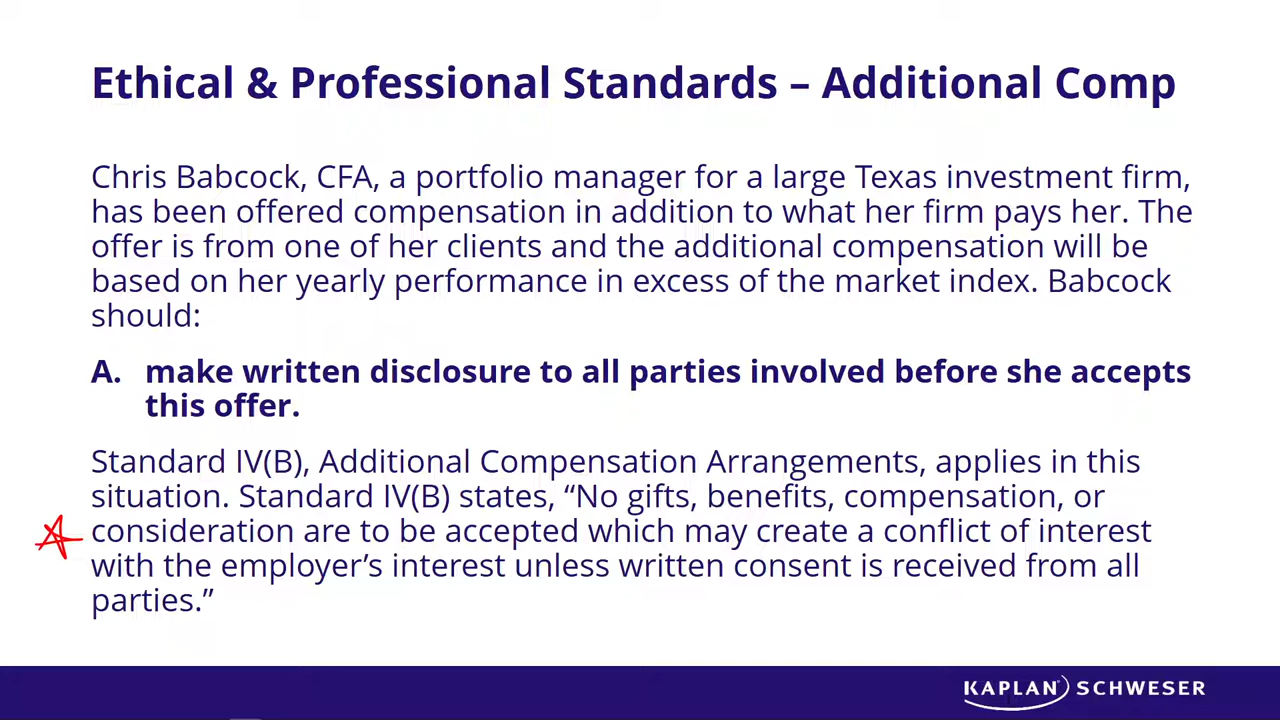 Ethical & Professional Standards – Additional Comp
Chris Babcock, CFA, a portfolio manager for a large Texas investment firm,
has been offered compensation in addition to what her firm pays her. The
offer is from one of her clients and the additional compensation will be
based on her yearly performance in excess of the market index. Babcock
should:
A. make written disclosure to all parties involved before she accepts
this offer.
Standard IV(B), Additional Compensation Arrangements, applies in this
situation. Standard IV(B) states, “No gifts, benefits, compensation, or
consideration are to be accepted which may create a conflict of interest
with the employer’s interest unless written consent is received from all
parties.”
KAPLAN SCHWESER